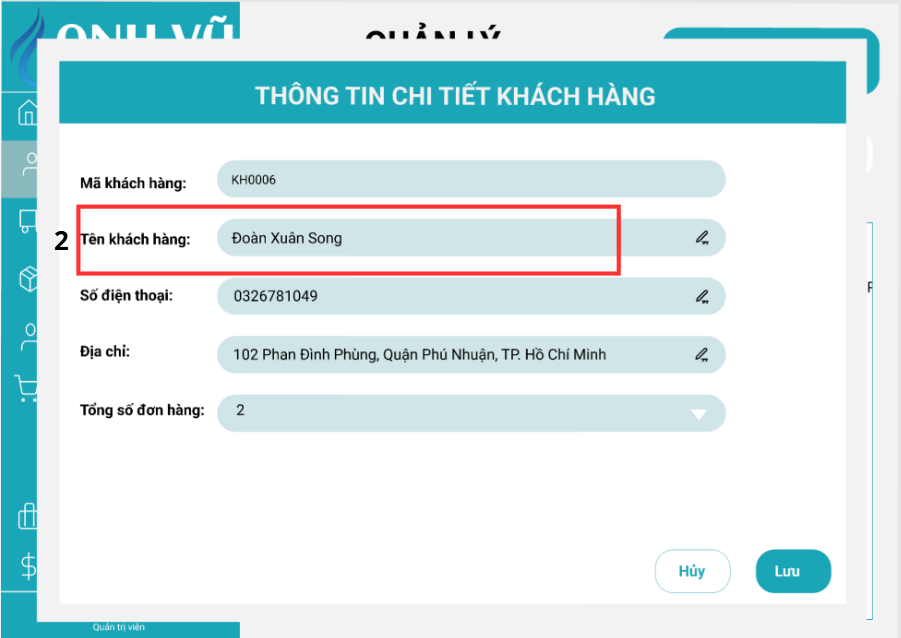 QUẢN LÝ
THÔNG TIN CHI TIẾT KHÁCH HÀNG
Mã khách hàng: KH0006
2 Tên khách hàng: Đoàn Xuân Song
Số điện thoại: 0326781049
Địa chỉ: 102 Phan Đình Phùng, Quận Phú Nhuận, TP. Hồ Chí Minh
Tổng số đơn hàng: 2
Hủy Lưu
Quản trị viên